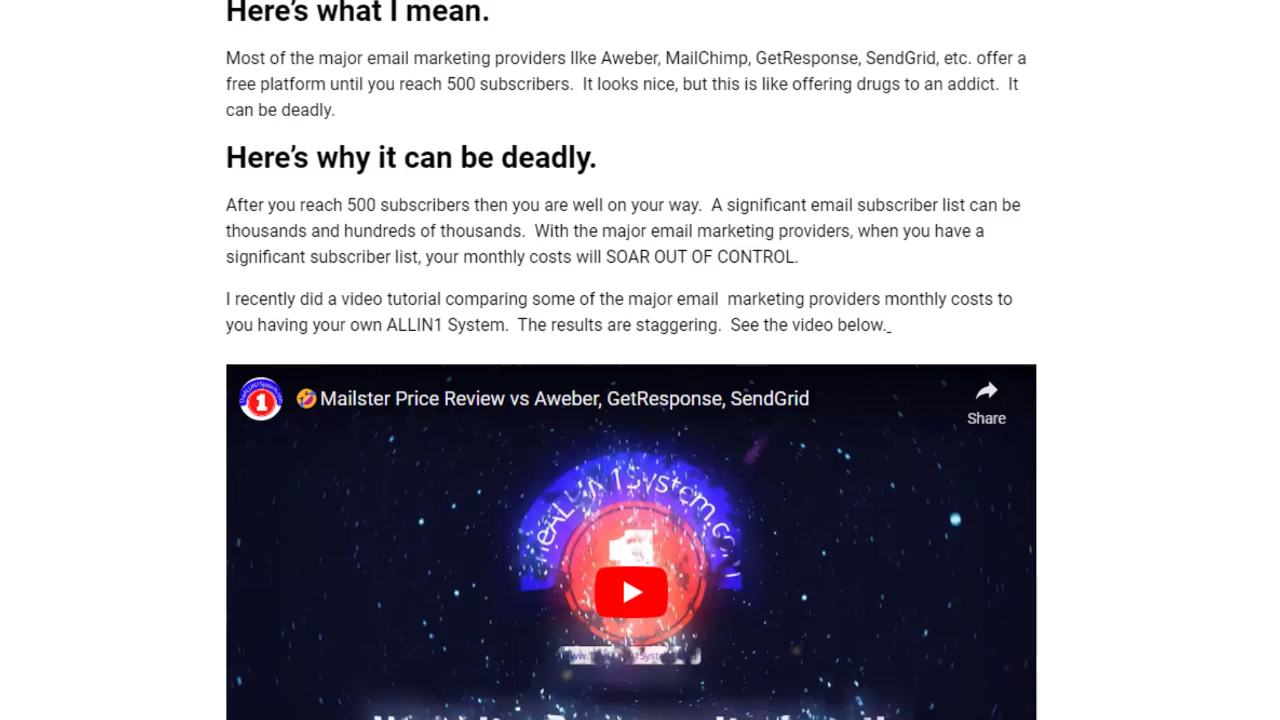 Here’s what I mean.
Most of the major email marketing providers lIke Aweber, MailChimp, GetResponse, SendGrid, etc. offer a
free platform until you reach 500 subscribers.  It looks nice, but this is like offering drugs to an addict.  It
can be deadly.
Here’s why it can be deadly.
After you reach 500 subscribers then you are well on your way.  A significant email subscriber list can be
thousands and hundreds of thousands.  With the major email marketing providers, when you have a
significant subscriber list, your monthly costs will SOAR OUT OF CONTROL.
I recently did a video tutorial comparing some of the major email  marketing providers monthly costs to
you having your own ALLIN1 System.  The results are staggering.  See the video below.
🤣Mailster Price Review vs Aweber, GetResponse, SendGrid
Share
TheALLIN1System.com
1